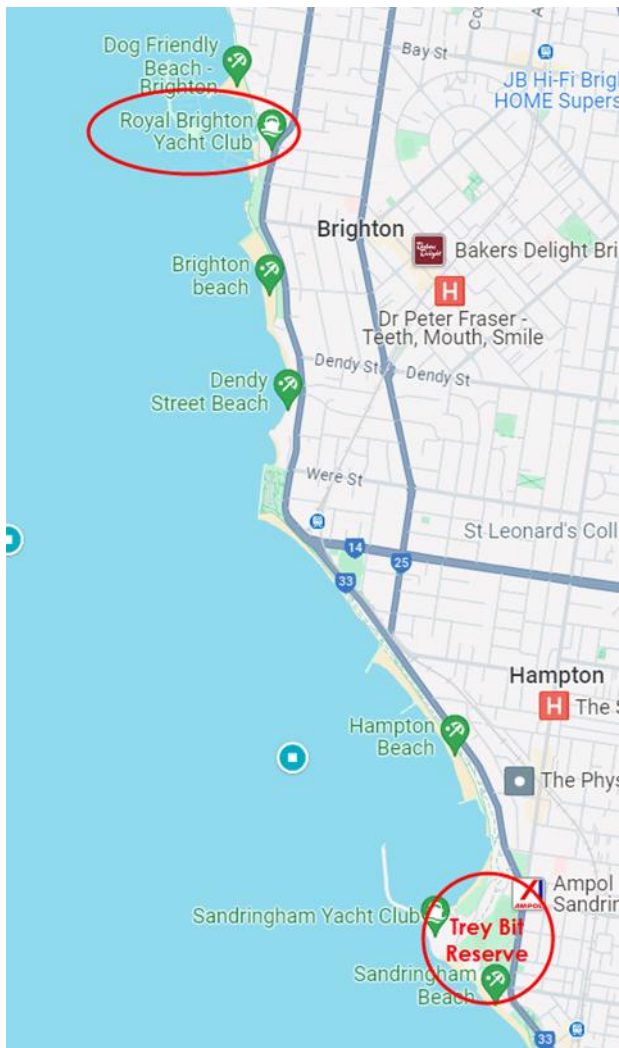 Dog Friendly
Beach -
Brighton
Bay St
JB Hi-Fi Brig
HOME Supers
Royal Brighton
Yacht Club
Brighton
Bakers Delight Bri
Brighton
beach
H
Dr Peter Fraser -
Teeth, Mouth, Smile
Dendy St
Dendy St
Dendy
Street Beach
Were St
St Leonard's Coll
14
25
33
Hampton
H
The S
Hampton
Beach
The Phys
Ampol
Sandrin
AMPOL
Sandringham Yacht Club
Trey Bit
Reserve
Sandringham
Beach
33